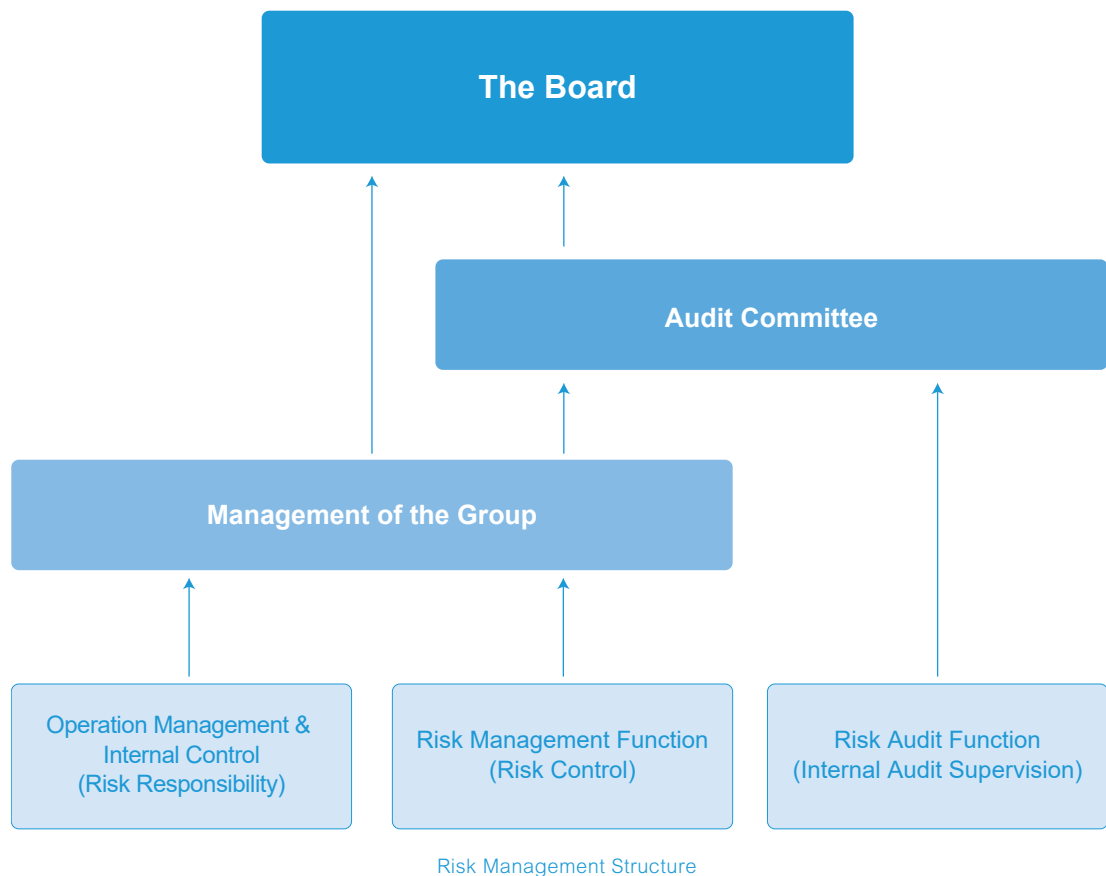 The Board
Audit Committee
Management of the Group
Operation Management &
Internal Control
(Risk Responsibility)
Risk Management Function
(Risk Control)
Risk Audit Function
(Internal Audit Supervision)
Risk Management Structure